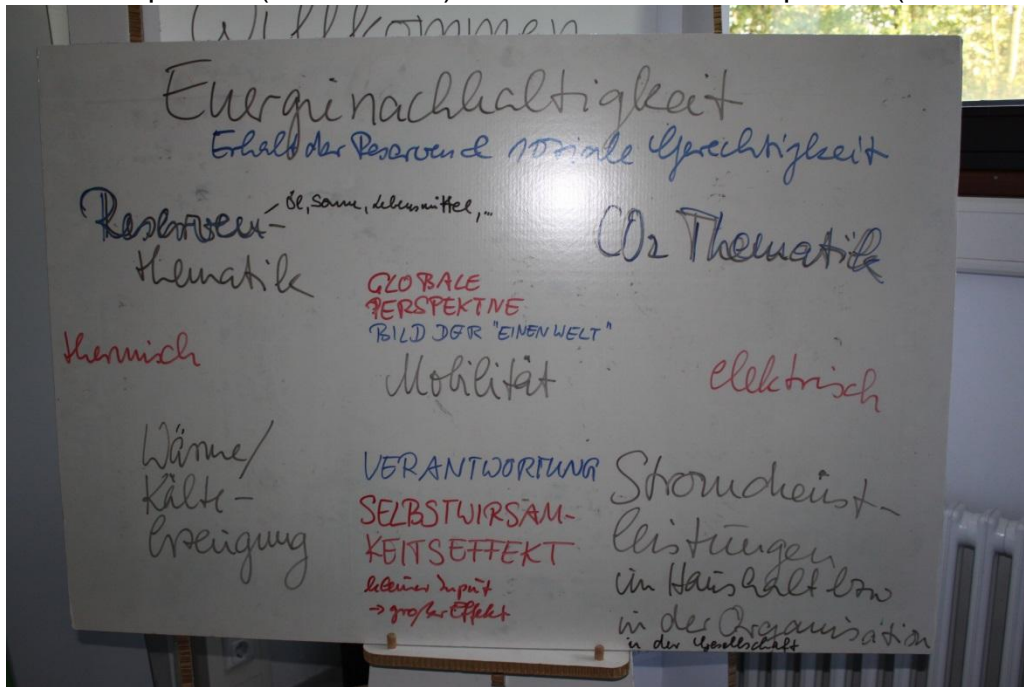 Willkommen
Energienachhaltigkeit
Erhalt der Reserven & soziale Gerechtigkeit
Reserven- Öl, Sonne, Lebensmittel,...
thematik
CO2 Thematik
GLOBALE
PERSPEKTIVE
BILD DER "EINEN WELT"
thermisch
Mobilität
elektrisch
Wärme/
Kälte-
erzeugung
VERANTWORTUNG
SELBSTWIRSAM-
KEITSEFFEKT
kleiner Input
→ großer Effekt
Stromdienst-
leistungen
im Haushalt bzw
in der Organisation
in der Gesellschaft